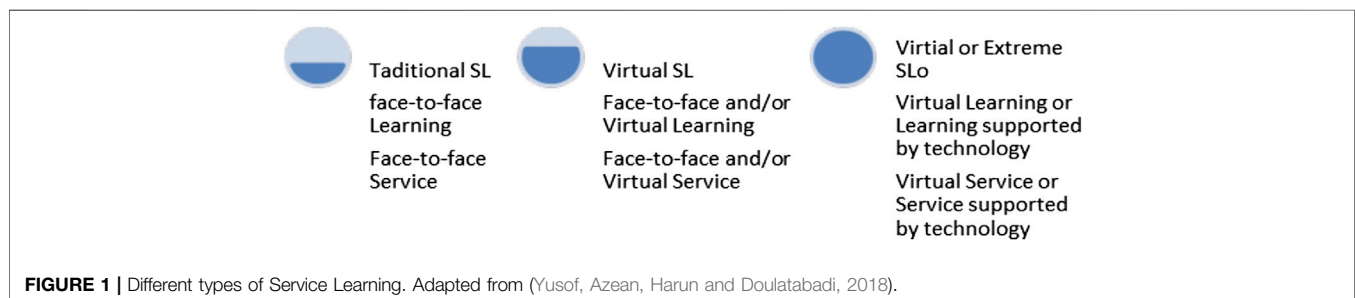 Taditional SL
face-to-face
Learning
Face-to-face
Service
Virtual SL
Face-to-face and/or
Virtual Learning
Face-to-face and/or
Virtual Service
Virtial or Extreme
SLo
Virtual Learning or
Learning supported
by technology
Virtual Service or
Service supported
by technology
FIGURE 1 | Different types of Service Learning. Adapted from (Yusof, Azean, Harun and Doulatabadi, 2018).